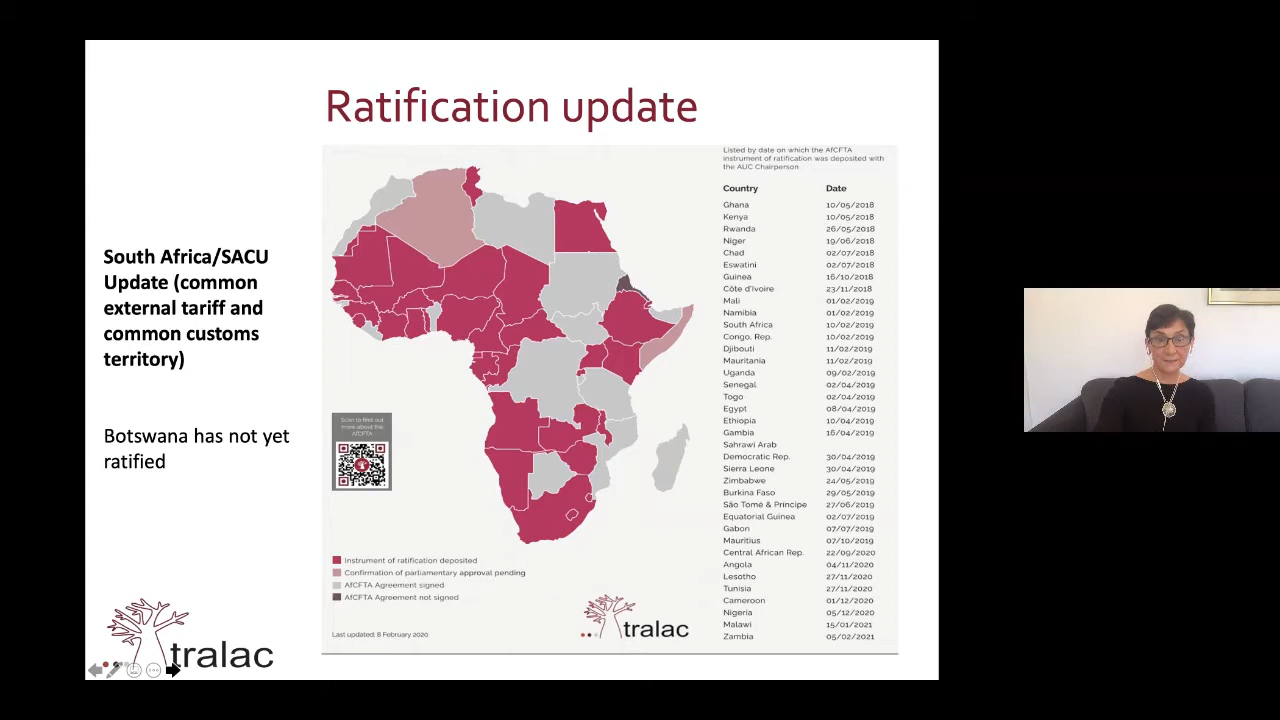 Ratification update
South Africa/SACU
Update (common
external tariff and
common customs
territory)
Botswana has not yet
ratified
Scan to find out
more about the
AfCFTA
Instrument of ratification deposited
Confirmation of parliamentary approval pending
AfCFTA Agreement signed
AfCFTA Agreement not signed
Last updated: 8 February 2020
tralac
Listed by date on which the AfCFTA
instrument of ratification was deposited with
the AUC Chairperson
Country Date
Ghana 10/05/2018
Kenya 10/05/2018
Rwanda 26/05/2018
Niger 19/06/2018
Chad 02/07/2018
Eswatini 02/07/2018
Guinea 16/10/2018
Côte d'Ivoire 23/11/2018
Mali 01/02/2019
Namibia 01/02/2019
South Africa 10/02/2019
Congo, Rep. 10/02/2019
Djibouti 11/02/2019
Mauritania 11/02/2019
Uganda 09/02/2019
Senegal 02/04/2019
Togo 02/04/2019
Egypt 08/04/2019
Ethiopia 10/04/2019
Gambia 16/04/2019
Sahrawi Arab
Democratic Rep. 30/04/2019
Sierra Leone 30/04/2019
Zimbabwe 24/05/2019
Burkina Faso 29/05/2019
São Tomé & Príncipe 27/06/2019
Equatorial Guinea 02/07/2019
Gabon 07/07/2019
Mauritius 07/10/2019
Central African Rep. 22/09/2020
Angola 04/11/2020
Lesotho 27/11/2020
Tunisia 27/11/2020
Cameroon 01/12/2020
Nigeria 05/12/2020
Malawi 15/01/2021
Zambia 05/02/2021
tralac